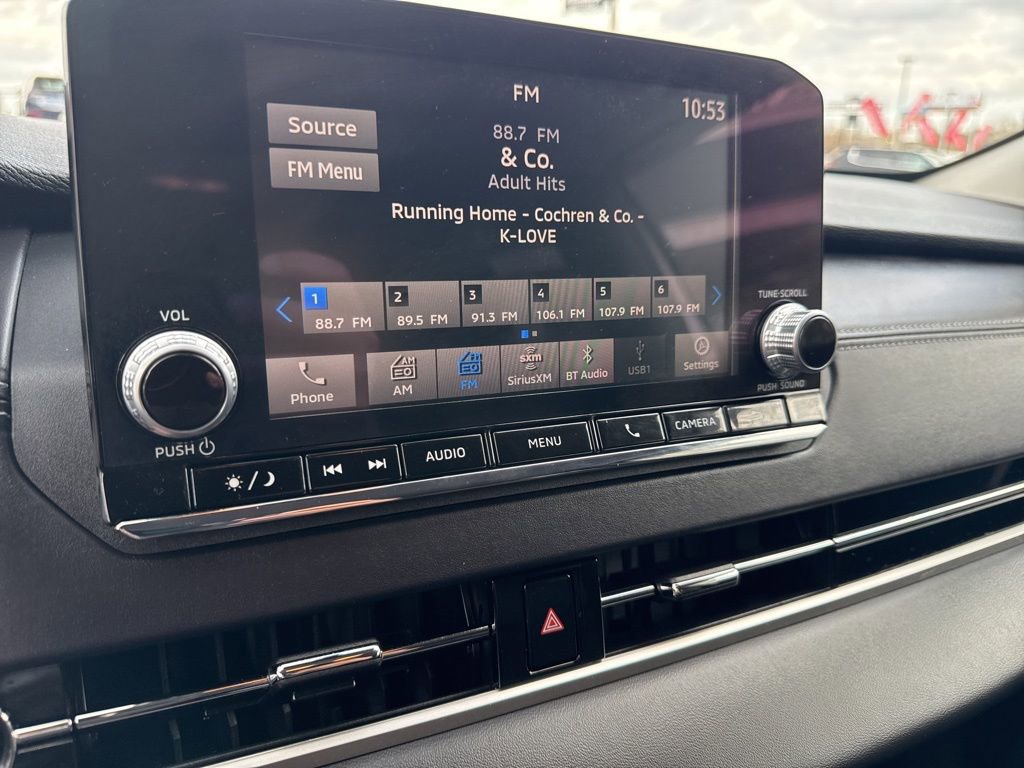 FM
10:53
Source
FM Menu
88.7 FM
& Co.
Adult Hits
Running Home - Cochren & Co. -
K-LOVE
1 2 3 4 5 6
88.7 FM 89.5 FM 91.3 FM 106.1 FM 107.9 FM 107.9 FM
VOL
TUNE·SCROLL
AM
sxm
Phone AM FM SiriusXM BT Audio USB1 Settings
PUSH
PUSH SOUND
AUDIO MENU CAMERA